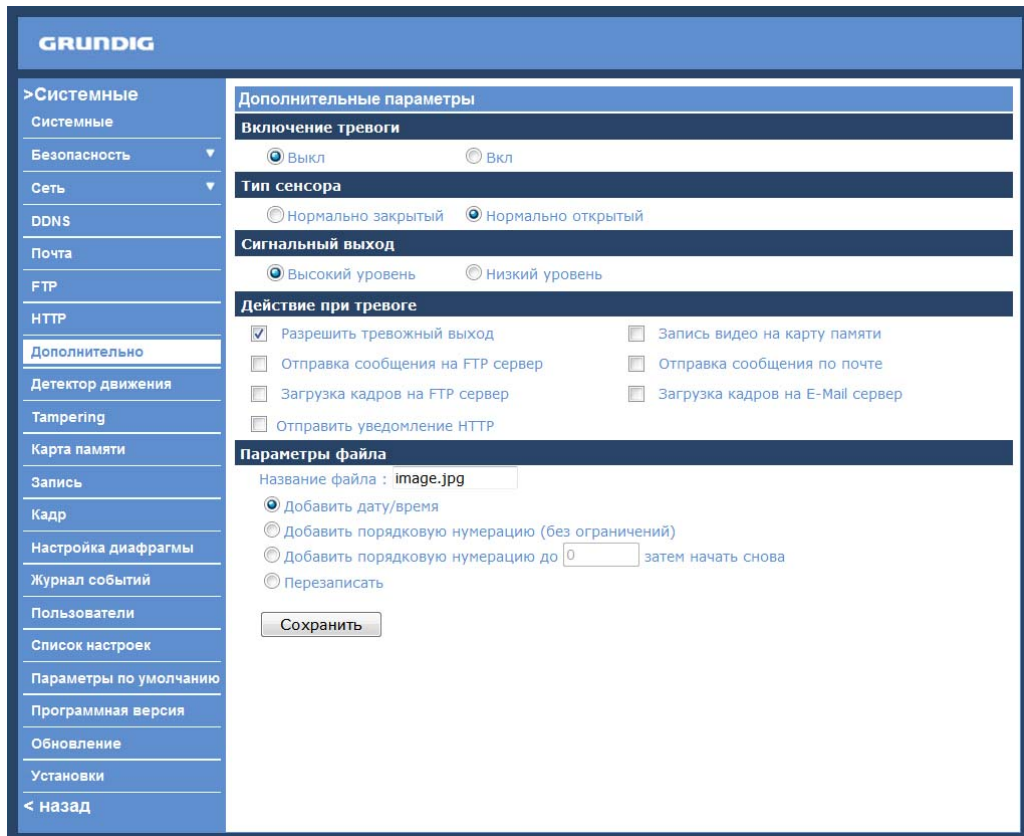 GRUNDIG
>Системные
Системные
Безопасность
Сеть
DDNS
Почта
FTP
HTTP
Дополнительно
Детектор движения
Tampering
Карта памяти
Запись
Кадр
Настройка диафрагмы
Журнал событий
Пользователи
Список настроек
Параметры по умолчанию
Программная версия
Обновление
Установки
< назад
Дополнительные параметры
Включение тревоги
Выкл Вкл
Тип сенсора
Нормально закрытый Нормально открытый
Сигнальный выход
Высокий уровень Низкий уровень
Действие при тревоге
Разрешить тревожный выход Запись видео на карту памяти
Отправка сообщения на FTP сервер Отправка сообщения по почте
Загрузка кадров на FTP сервер Загрузка кадров на E-Mail сервер
Отправить уведомление HTTP
Параметры файла
Название файла : image.jpg
Добавить дату/время
Добавить порядковую нумерацию (без ограничений)
Добавить порядковую нумерацию до 0 затем начать снова
Перезаписать
Сохранить